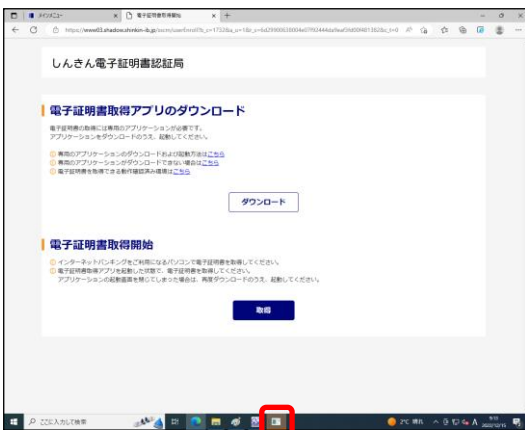 メインメニュー
電子証明書取得開始
しんきん電子証明書認証局
電子証明書取得アプリのダウンロード
電子証明書の取得には専用のアプリケーションが必要です。
アプリケーションをダウンロードのうえ、起動してください。
専用のアプリケーションのダウンロードおよび起動方法はこちら
専用のアプリケーションがダウンロードできない場合はこちら
電子証明書を取得できる動作確認済み環境はこちら
ダウンロード
電子証明書取得開始
インターネットバンキングをご利用になるパソコンで電子証明書を取得してください。
電子証明書取得アプリを起動した状態で、電子証明書を取得してください。
アプリケーションの起動画面を閉じてしまった場合は、再度ダウンロードのうえ、起動してください。
取得
ここに入力して検索
2°C 晴れ
A
2022/12/15